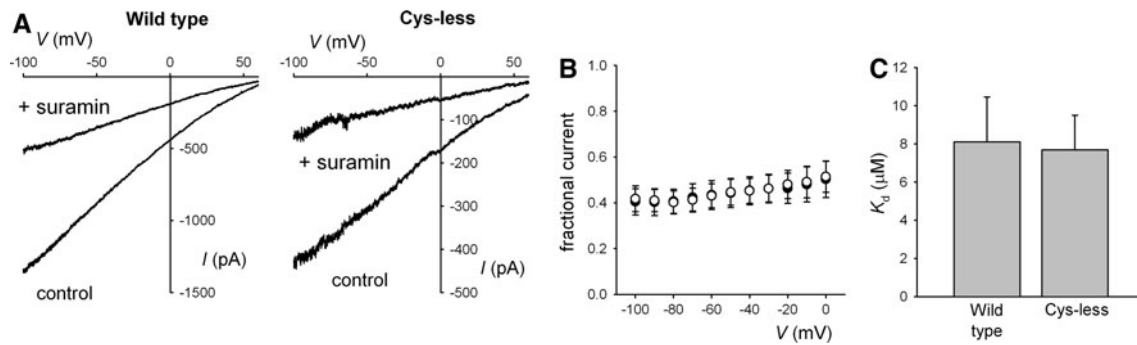 A
Wild type
V (mV)
-100 -50 0 50
+ suramin
-500
-1000
I (pA)
control
-1500
Cys-less
V (mV)
-100 -50 0 50
-100
+ suramin
-200
-300
-400
I (pA)
control
-500
B
1.0
0.8
0.6
0.4
0.2
0.0
fractional current
-100 -80 -60 -40 -20 0
V (mV)
C
12
10
8
6
4
2
0
Kd (μM)
Wild
type
Cys-less